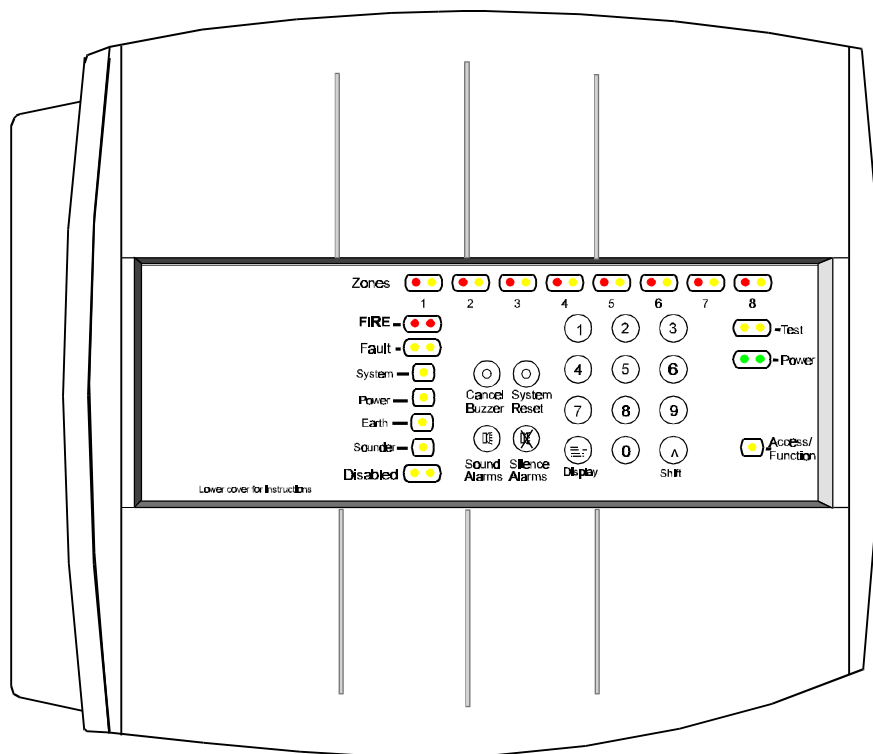 Zones
1 2 3 4 5 6 7 8
FIRE
Fault
System
Power
Earth
Sounder
Disabled
Lower cover for Instructions
Cancel Buzzer
System Reset
Sound Alarms
Silence Alarms
1 2 3
4 5 6
7 8 9
0
Display
Shift
Test
Power
Access/
Function